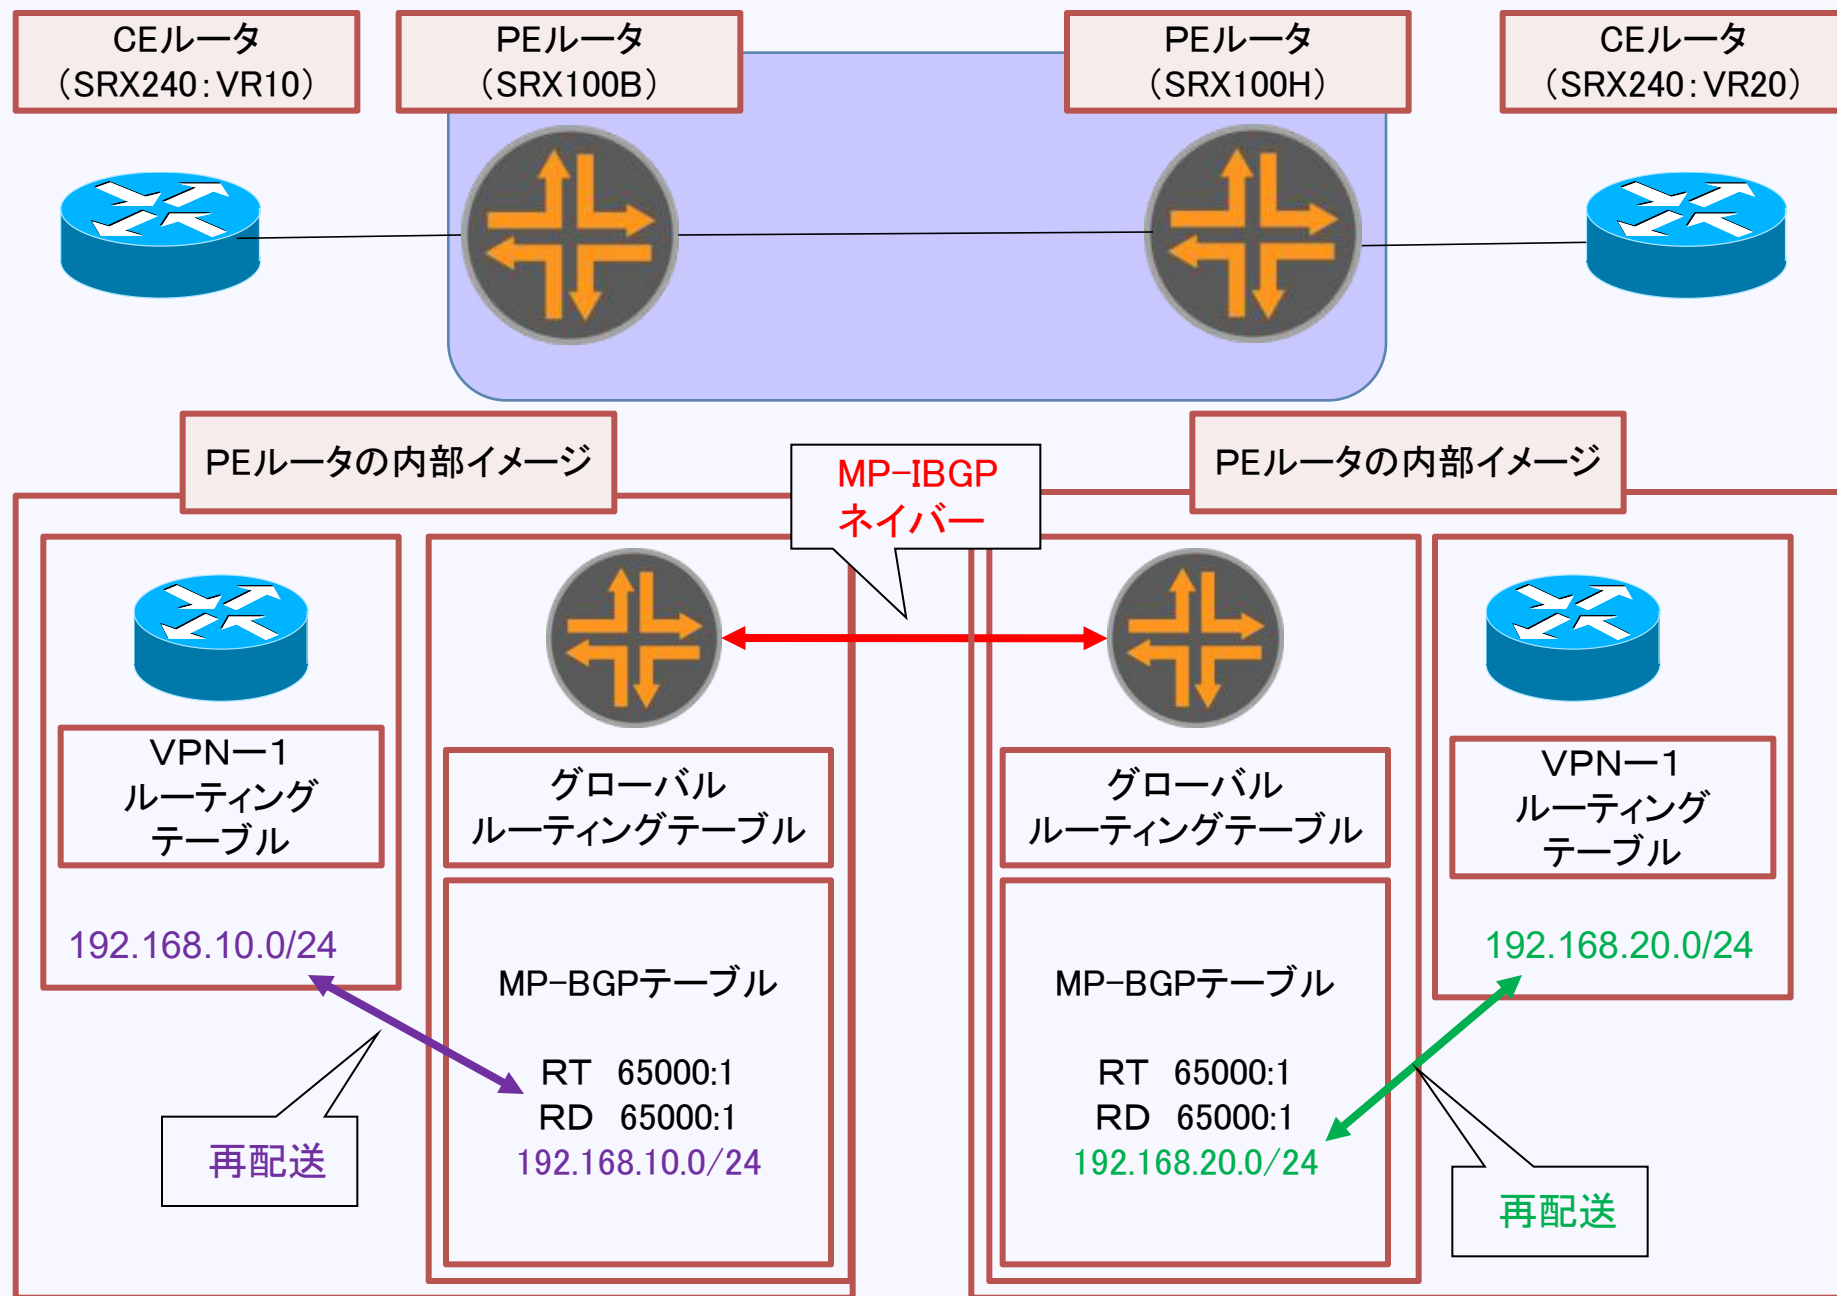 CEルータ
（SRX240：VR10）
PEルータ
（SRX100B）
PEルータ
（SRX100H）
CEルータ
（SRX240：VR20）
PEルータの内部イメージ
MP-IBGP
ネイバー
PEルータの内部イメージ
VPNー1
ルーティング
テーブル
グローバル
ルーティングテーブル
グローバル
ルーティングテーブル
VPNー1
ルーティング
テーブル
192.168.10.0/24
MP-BGPテーブル
RT 65000:1
RD 65000:1
192.168.10.0/24
MP-BGPテーブル
RT 65000:1
RD 65000:1
192.168.20.0/24
192.168.20.0/24
再配送
再配送